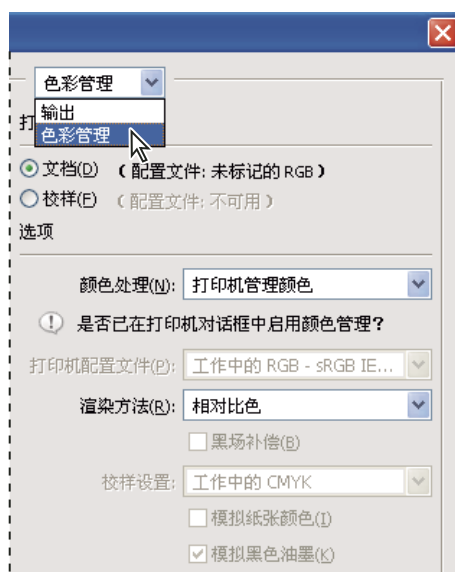 色彩管理
输出
打
色彩管理
文档(D) (配置文件: 未标记的 RGB)
校样(F) (配置文件: 不可用)
选项
颜色处理(N): 打印机管理颜色
是否已在打印机对话框中启用颜色管理?
打印机配置文件(P): 工作中的 RGB - sRGB IE...
渲染方法(R): 相对比色
黑场补偿(B)
校样设置: 工作中的 CMYK
模拟纸张颜色(I)
模拟黑色油墨(K)